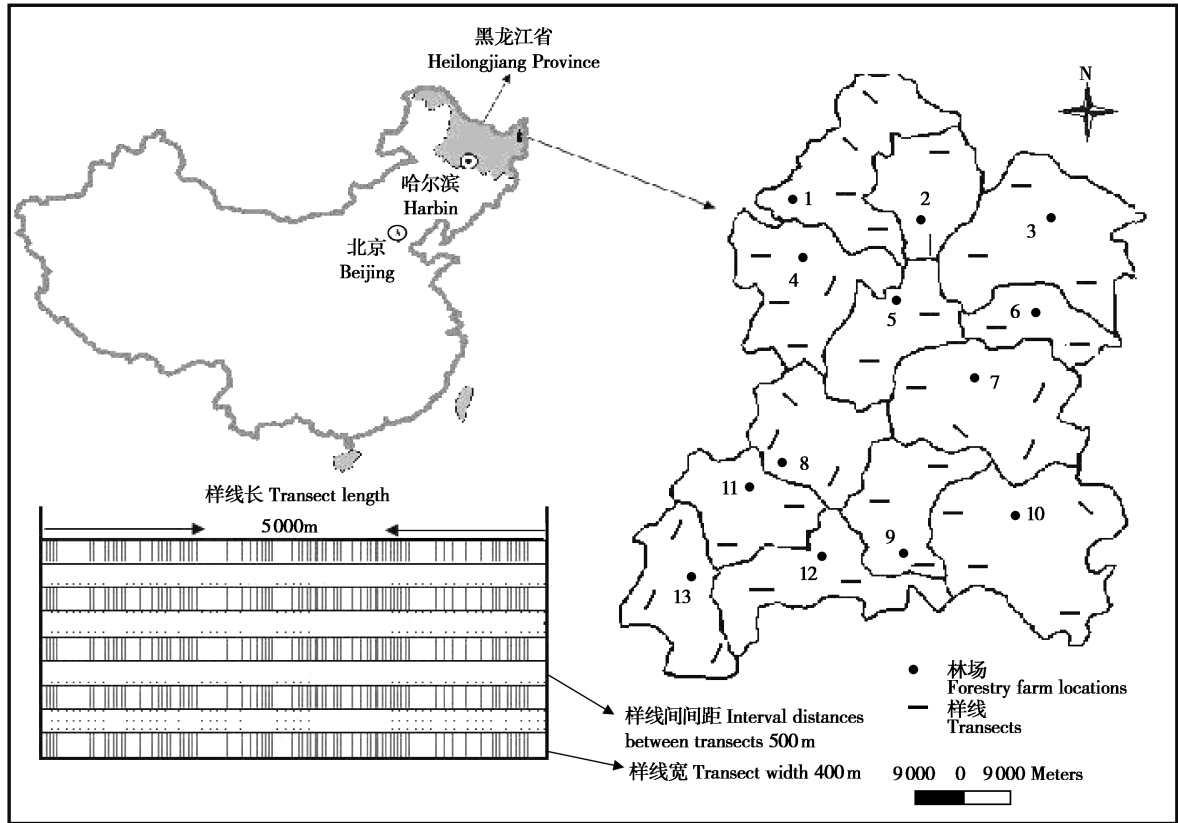 黑龙江省
Heilongjiang Province
哈尔滨
Harbin
北京
Beijing
N
1
2
3
4
5
6
7
8
11
10
9
12
13
样线长 Transect length
5000m
林场
Forestry farm locations
样线
Transects
样线间间距 Interval distances
between transects 500m
样线宽 Transect width 400m
9000 0 9000 Meters